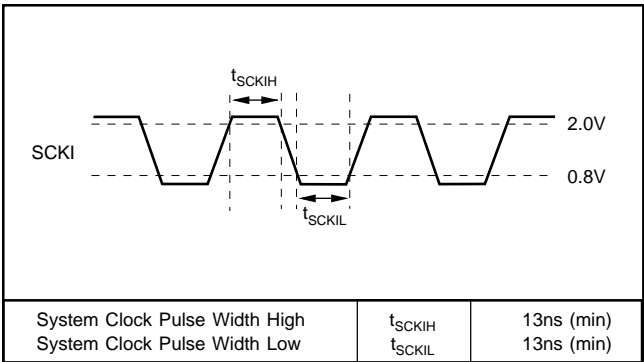 tSCKIH
2.0V
SCKI
0.8V
tSCKIL
System Clock Pulse Width High tSCKIH 13ns (min)
System Clock Pulse Width Low tSCKIL 13ns (min)